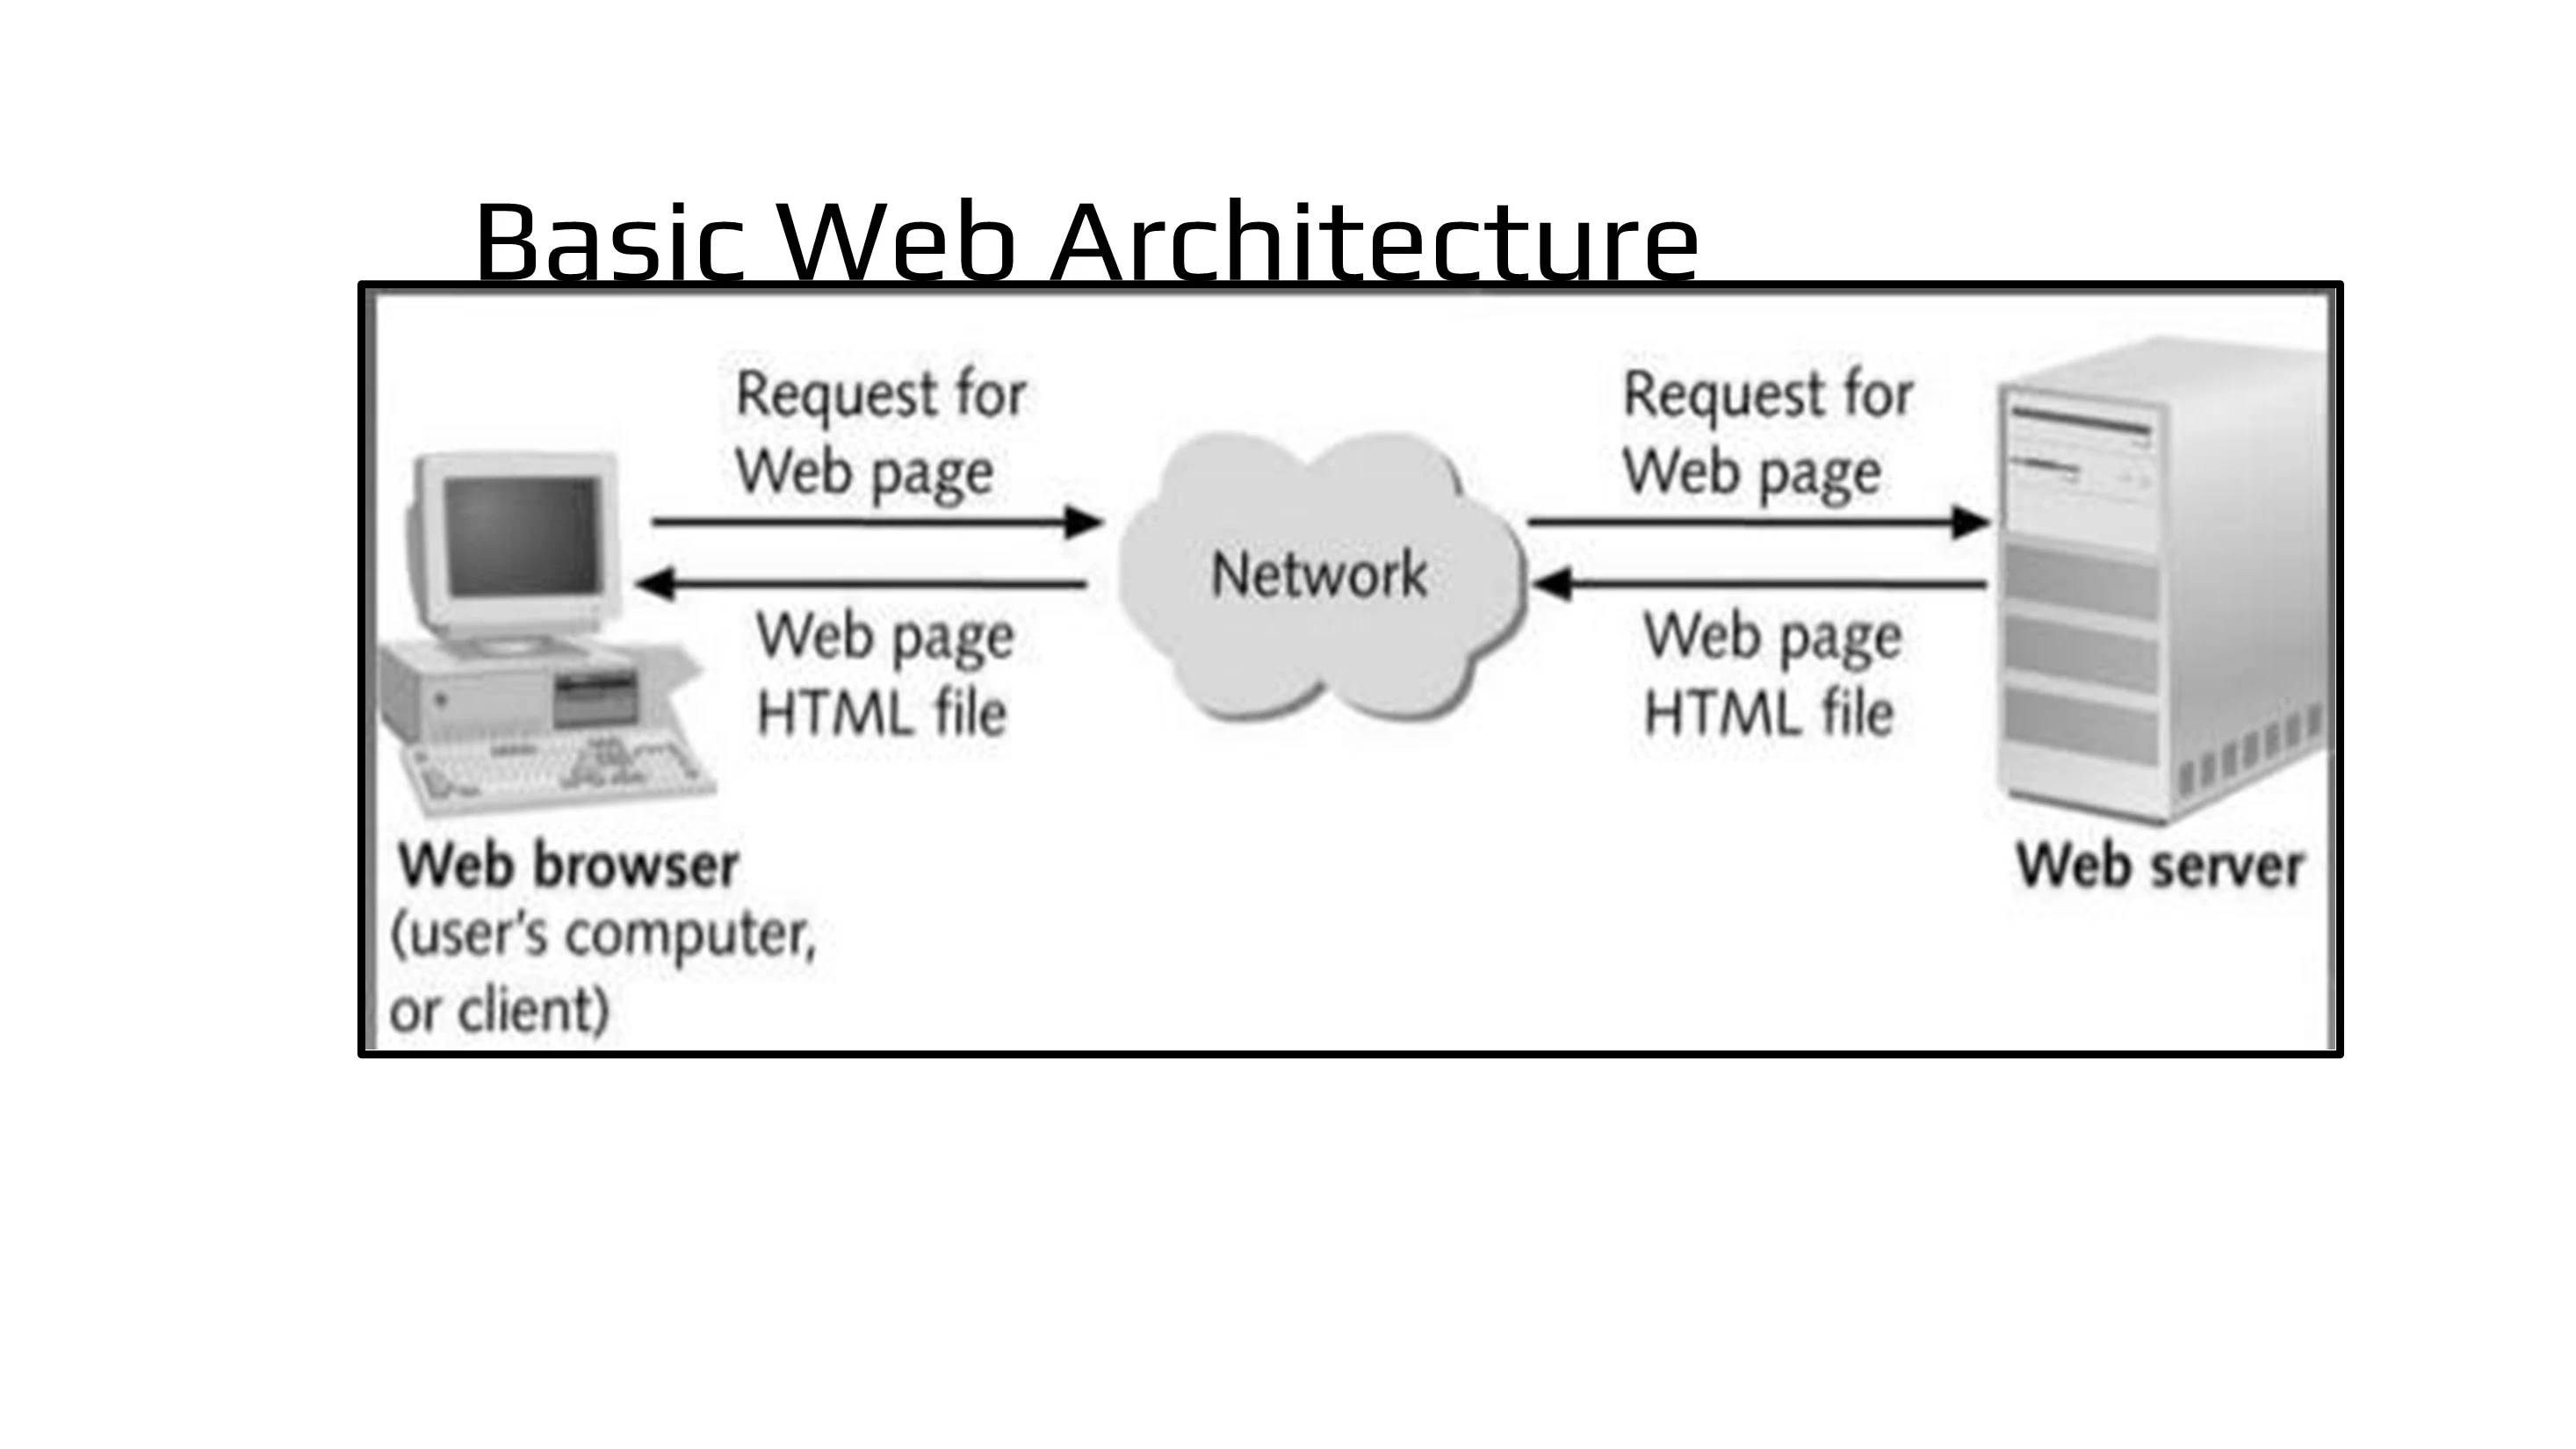 Basic Web Architecture
Request for
Web page
Request for
Web page
Network
Web page
HTML file
Web page
HTML file
Web browser
(user's computer,
or client)
Web server